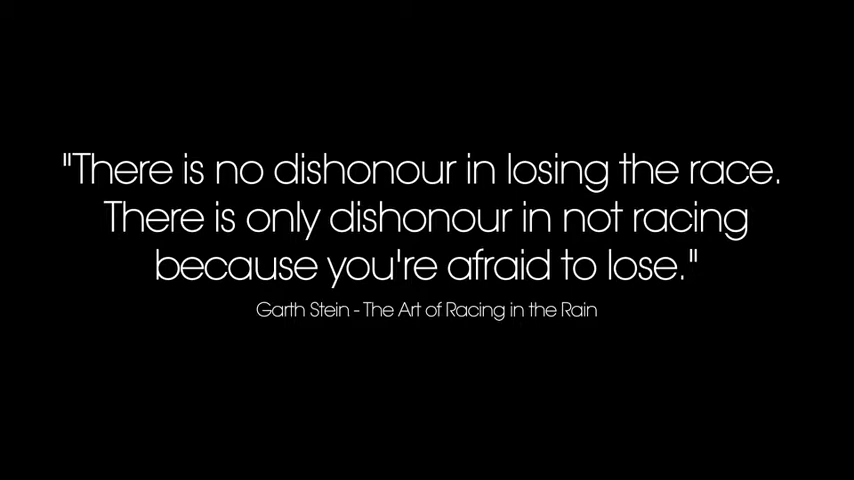 "There is no dishonour in losing the race.
There is only dishonour in not racing
because you're afraid to lose."
Garth Stein - The Art of Racing in the Rain